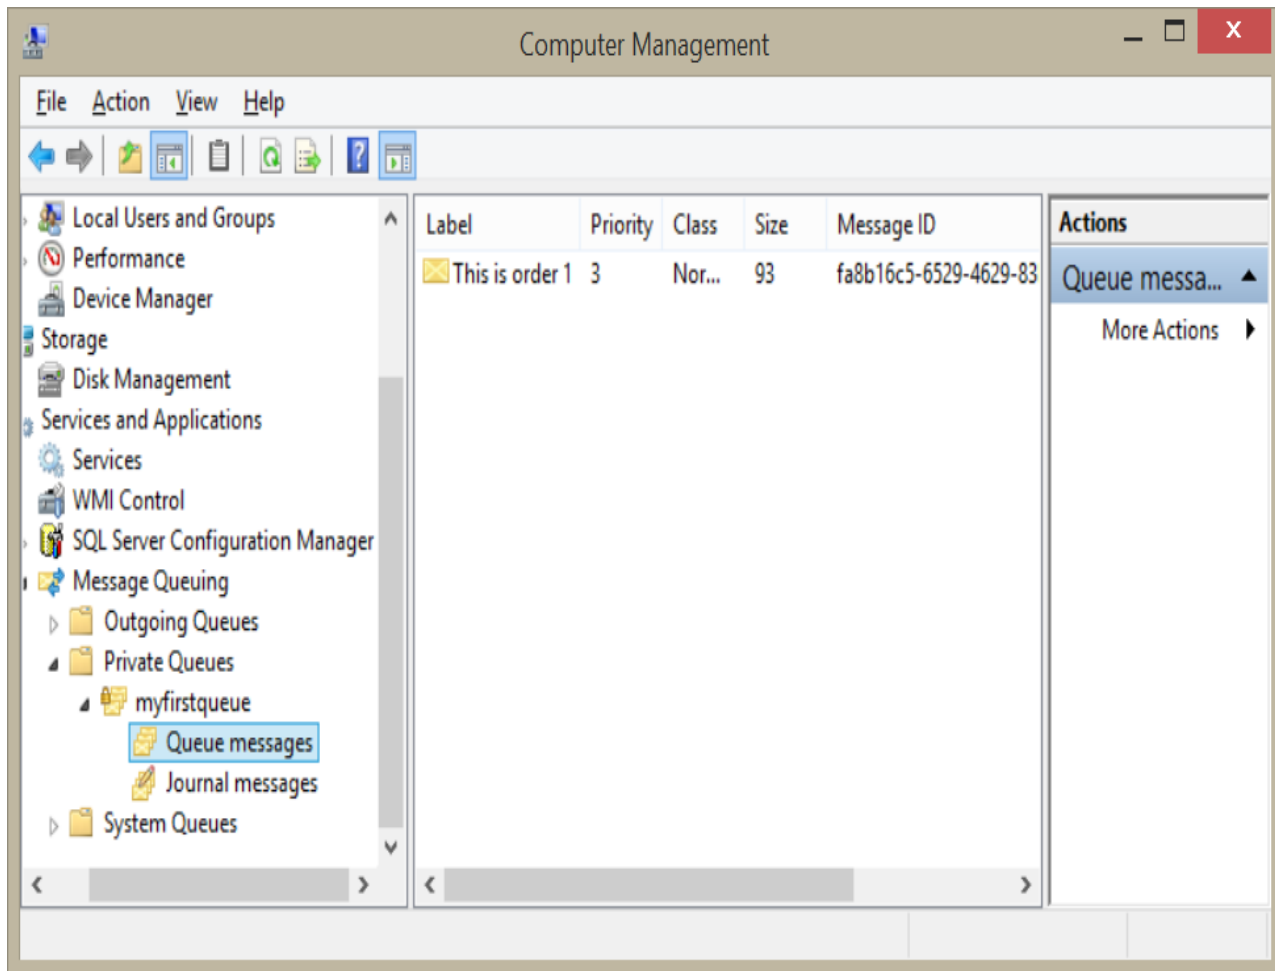 Computer Management
X
File Action View Help
?
Local Users and Groups
Performance
Device Manager
Storage
Disk Management
Services and Applications
Services
WMI Control
SQL Server Configuration Manager
Message Queuing
Outgoing Queues
Private Queues
myfirstqueue
Queue messages
Journal messages
System Queues
Label Priority Class Size Message ID
This is order 1 3 Nor... 93 fa8b16c5-6529-4629-83
Actions
Queue messa...
More Actions